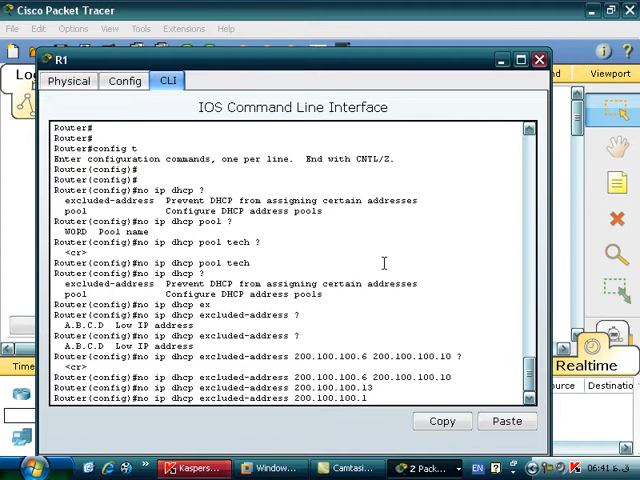 Cisco Packet Tracer
File Edit Options View Tools Extensions Help
R1
Viewport
Physical Config CLI
IOS Command Line Interface
Router#
Router#
Router#config t
Enter configuration commands, one per line. End with CNTL/Z.
Router(config)#
Router(config)#
Router(config)#no ip dhcp ?
excluded-address Prevent DHCP from assigning certain addresses
pool Configure DHCP address pools
Router(config)#no ip dhcp pool ?
WORD Pool name
Router(config)#no ip dhcp pool tech ?
<cr>
Router(config)#no ip dhcp pool tech
Router(config)#no ip dhcp ?
excluded-address Prevent DHCP from assigning certain addresses
pool Configure DHCP address pools
Router(config)#no ip dhcp ex
Router(config)#no ip dhcp excluded-address ?
A.B.C.D Low IP address
Router(config)#no ip dhcp excluded-address ?
A.B.C.D Low IP address
Router(config)#no ip dhcp excluded-address 200.100.100.6 200.100.100.10 ?
<cr>
Router(config)#no ip dhcp excluded-address 200.100.100.6 200.100.100.10
Router(config)#no ip dhcp excluded-address 200.100.100.13
Router(config)#no ip dhcp excluded-address 200.100.100.1
Copy Paste
Realtime
Time
ource Destinatio
Kaspers... Window... Camtasi... 2 Pack... EN 06:41